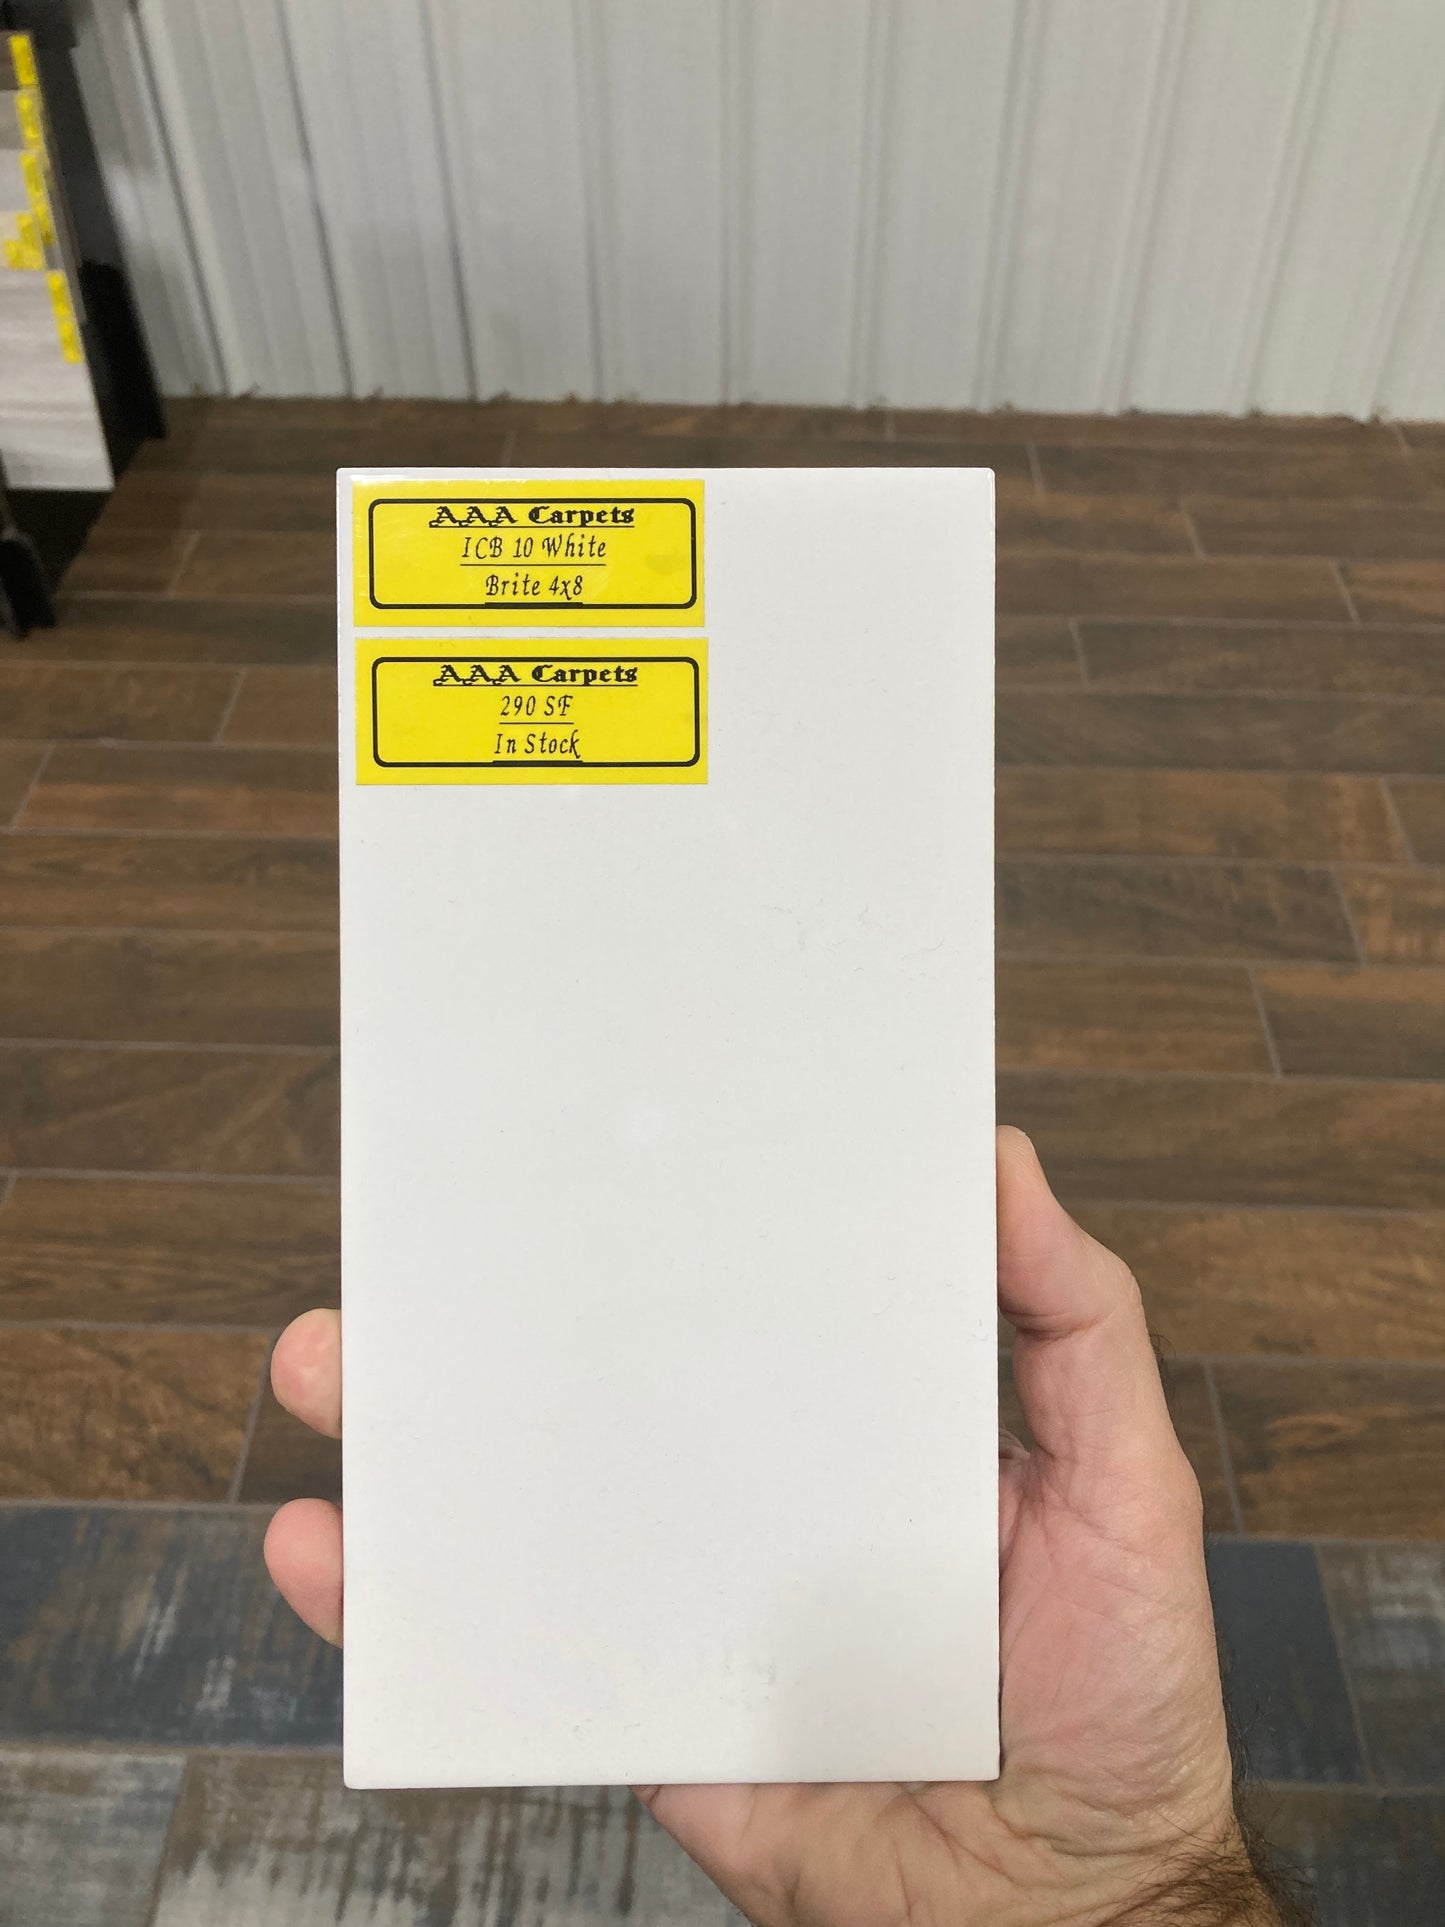 AAA Carpets
ICB 10 White
Brite 4x8
AAA Carpets
290 SF
In Stock